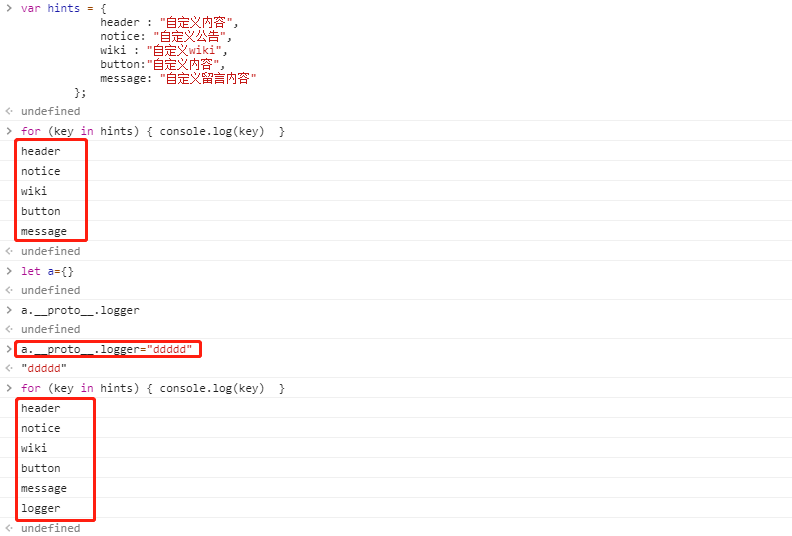 > var hints = {
header : "自定义内容",
notice: "自定义公告",
wiki : "自定义wiki",
button:"自定义内容",
message: "自定义留言内容"
};
undefined
> for (key in hints) { console.log(key)  }
header
notice
wiki
button
message
undefined
> let a={}
undefined
> a.__proto__.logger
undefined
> a.__proto__.logger="ddddd"
"ddddd"
> for (key in hints) { console.log(key)  }
header
notice
wiki
button
message
logger
undefined